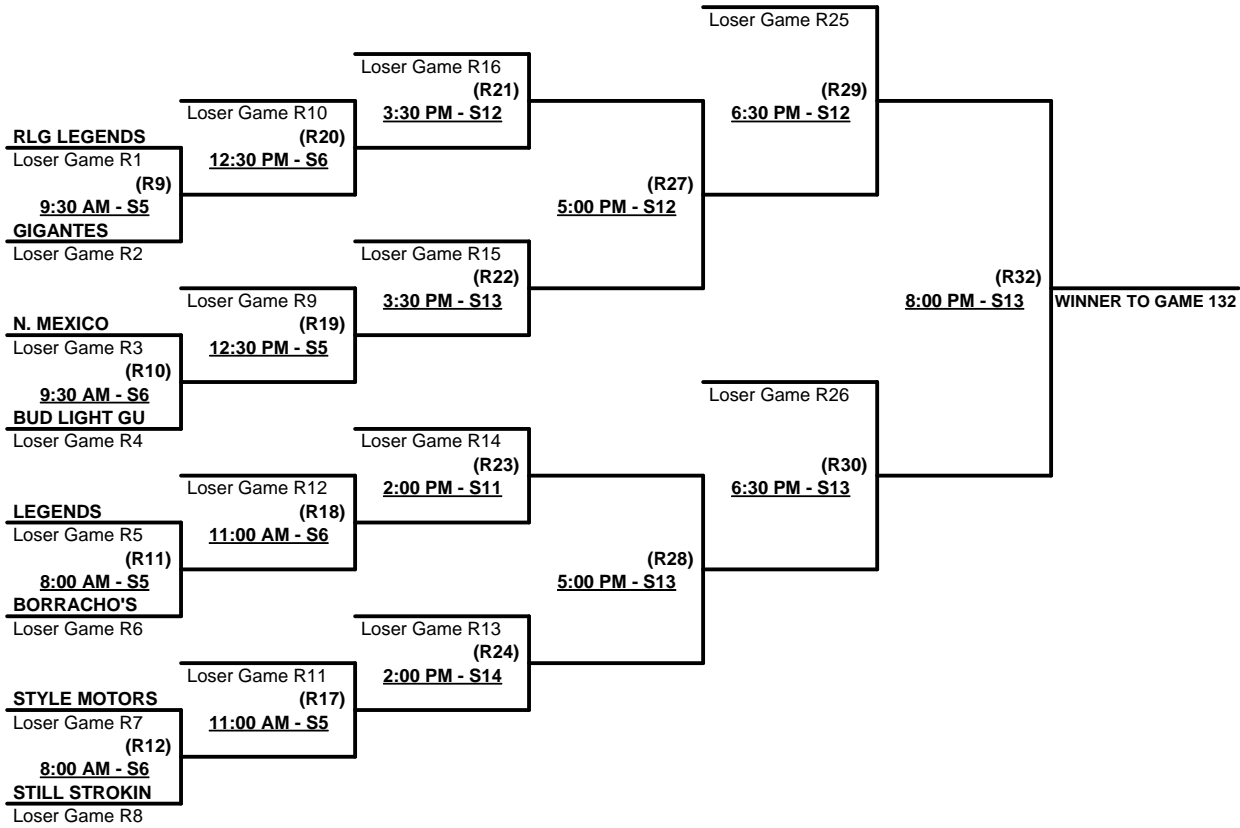 Loser Game R25
Loser Game R16
(R21)
3:30 PM - S12
(R29)
6:30 PM - S12
Loser Game R10
(R20)
12:30 PM - S6
RLG LEGENDS
Loser Game R1
(R9)
9:30 AM - S5
GIGANTES
Loser Game R2
(R27)
5:00 PM - S12
Loser Game R15
(R22)
3:30 PM - S13
Loser Game R9
(R19)
12:30 PM - S5
N. MEXICO
Loser Game R3
(R10)
9:30 AM - S6
BUD LIGHT GU
Loser Game R4
(R32)
8:00 PM - S13
WINNER TO GAME 132
Loser Game R26
Loser Game R14
(R23)
2:00 PM - S11
(R30)
6:30 PM - S13
Loser Game R12
(R18)
11:00 AM - S6
LEGENDS
Loser Game R5
(R11)
8:00 AM - S5
BORRACHO'S
Loser Game R6
(R28)
5:00 PM - S13
Loser Game R13
(R24)
2:00 PM - S14
Loser Game R11
(R17)
11:00 AM - S5
STYLE MOTORS
Loser Game R7
(R12)
8:00 AM - S6
STILL STROKIN
Loser Game R8